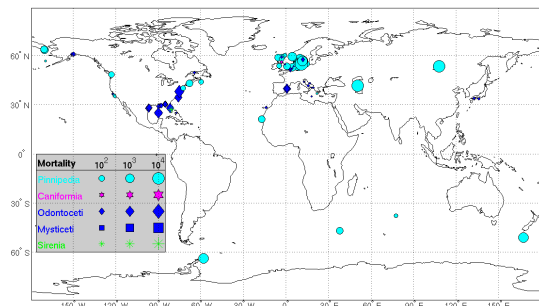 60°N
30°N
0°
Mortality 10² 10³ 10⁴
Pinnipedia
Caniformia
Odontoceti
Mysticeti
Sirenia
30°S
60°S
150°W 120°W 90°W 60°W 30°W 0° 30°E 60°E 90°E 120°E 150°E